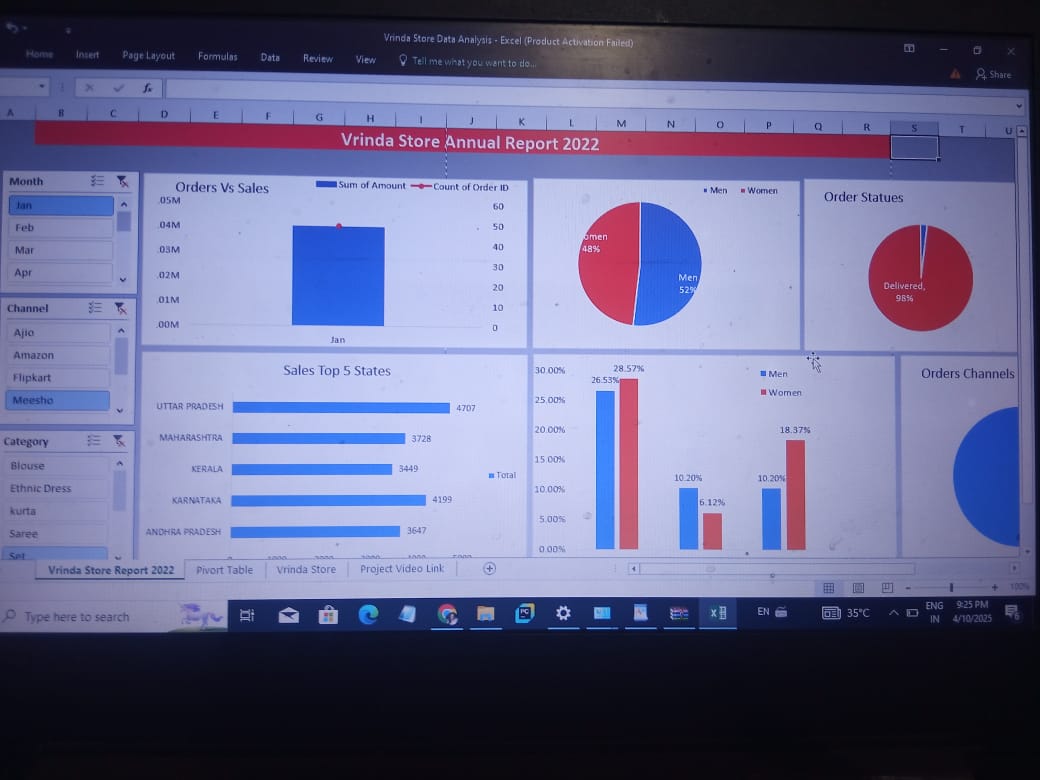 Vrinda Store Data Analysis - Excel (Product Activation Failed)
Home Insert Page Layout Formulas Data Review View Tell me what you want to do... Share
fx
A B C D E F G H I J K L M N O P Q R S T U
Vrinda Store Annual Report 2022
Month
Jan
Feb
Mar
Apr
Channel
Ajio
Amazon
Flipkart
Meesho
Category
Blouse
Ethnic Dress
kurta
Saree
Set
Orders Vs Sales
Sum of Amount Count of Order ID
.05M
.04M
.03M
.02M
.01M
.00M
60
50
40
30
20
10
0
Jan
Men Women
omen
48%
Men
52%
Order Statues
Delivered,
98%
Sales Top 5 States
UTTAR PRADESH 4707
MAHARASHTRA 3728
KERALA 3449
KARNATAKA 4199
ANDHRA PRADESH 3647
Total
30.00%
25.00%
20.00%
15.00%
10.00%
5.00%
0.00%
26.53% 28.57%
10.20% 6.12%
10.20% 18.37%
Men
Women
Orders Channels
Vrinda Store Report 2022 Pivort Table Vrinda Store Project Video Link
100%
Type here to search
EN 35°C ENG 9:25 PM
IN 4/10/2025